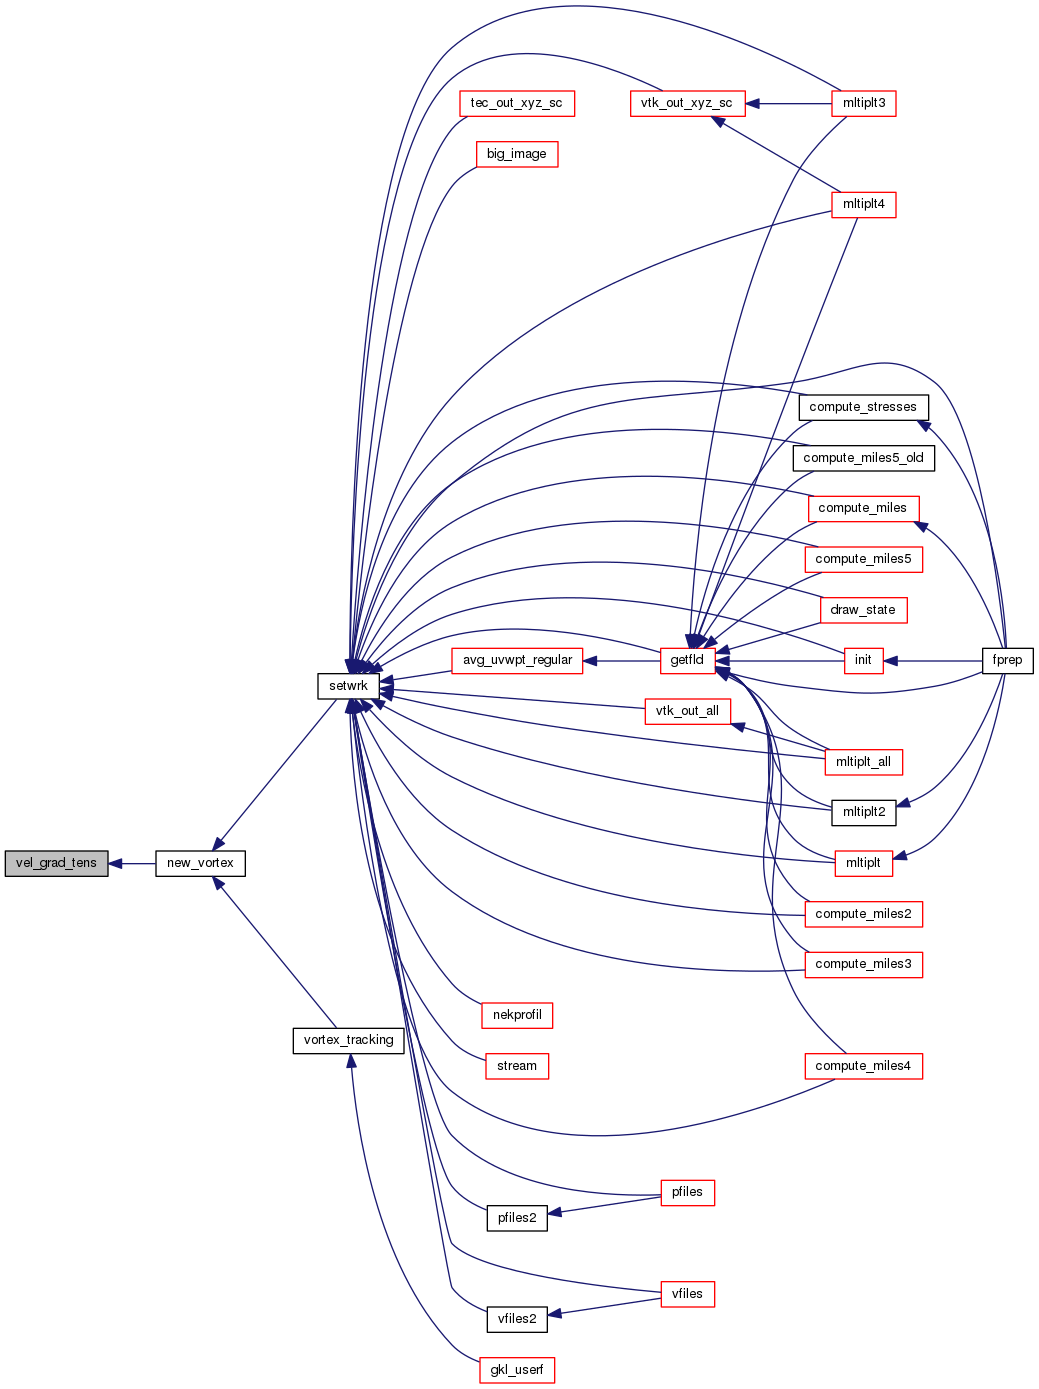 mltiplt3
tec_out_xyz_sc
vtk_out_xyz_sc
big_image
mltiplt4
compute_stresses
compute_miles5_old
compute_miles
compute_miles5
draw_state
avg_uvwpt_regular
getfld
init
fprep
setwrk
vtk_out_all
mltiplt_all
mltiplt2
vel_grad_tens
new_vortex
mltiplt
compute_miles2
compute_miles3
nekprofil
vortex_tracking
stream
compute_miles4
pfiles
pfiles2
vfiles
vfiles2
gkl_userf